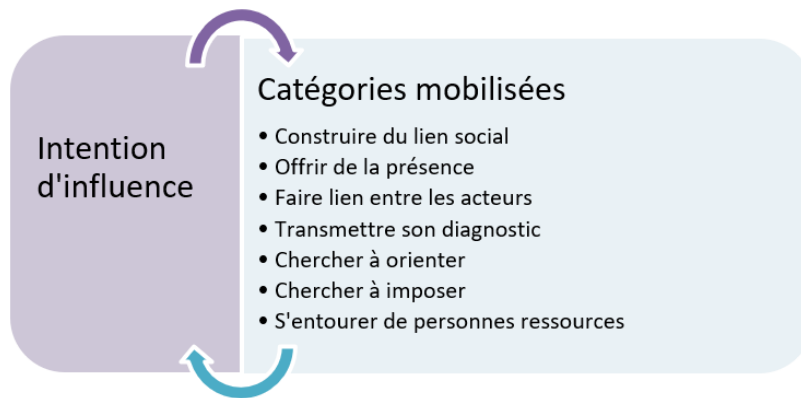 Intention
d'influence
Catégories mobilisées
• Construire du lien social
• Offrir de la présence
• Faire lien entre les acteurs
• Transmettre son diagnostic
• Chercher à orienter
• Chercher à imposer
• S'entourer de personnes ressources